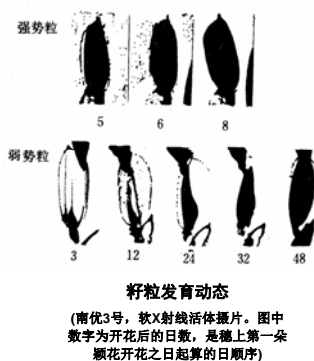 强势粒
5 6 8
弱势粒
3 12 24 32 48
籽粒发育动态
(南优3号，软X射线活体摄片。图中
数字为开花后的日数，是穗上第一朵
颖花开花之日起算的日顺序)